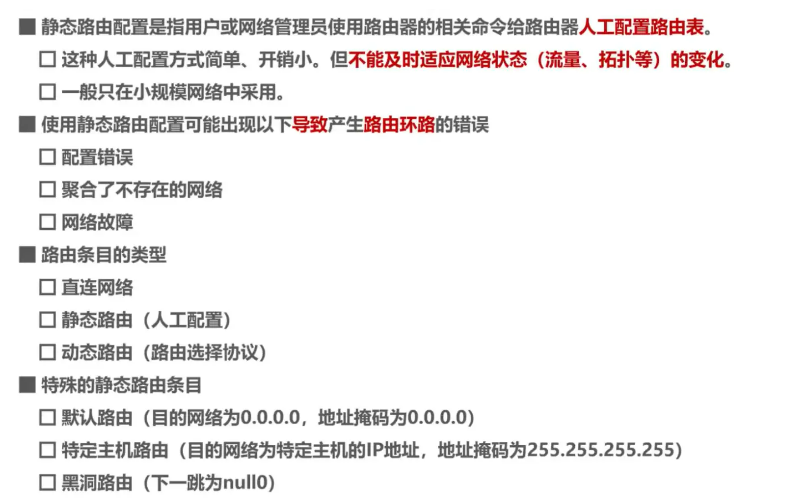 ■ 静态路由配置是指用户或网络管理员使用路由器的相关命令给路由器人工配置路由表。
□ 这种人工配置方式简单、开销小。但不能及时适应网络状态（流量、拓扑等）的变化。
□ 一般只在小规模网络中采用。
■ 使用静态路由配置可能出现以下导致产生路由环路的错误
□ 配置错误
□ 聚合了不存在的网络
□ 网络故障
■ 路由条目的类型
□ 直连网络
□ 静态路由（人工配置）
□ 动态路由（路由选择协议）
■ 特殊的静态路由条目
□ 默认路由（目的网络为0.0.0.0，地址掩码为0.0.0.0）
□ 特定主机路由（目的网络为特定主机的IP地址，地址掩码为255.255.255.255）
□ 黑洞路由（下一跳为null0）